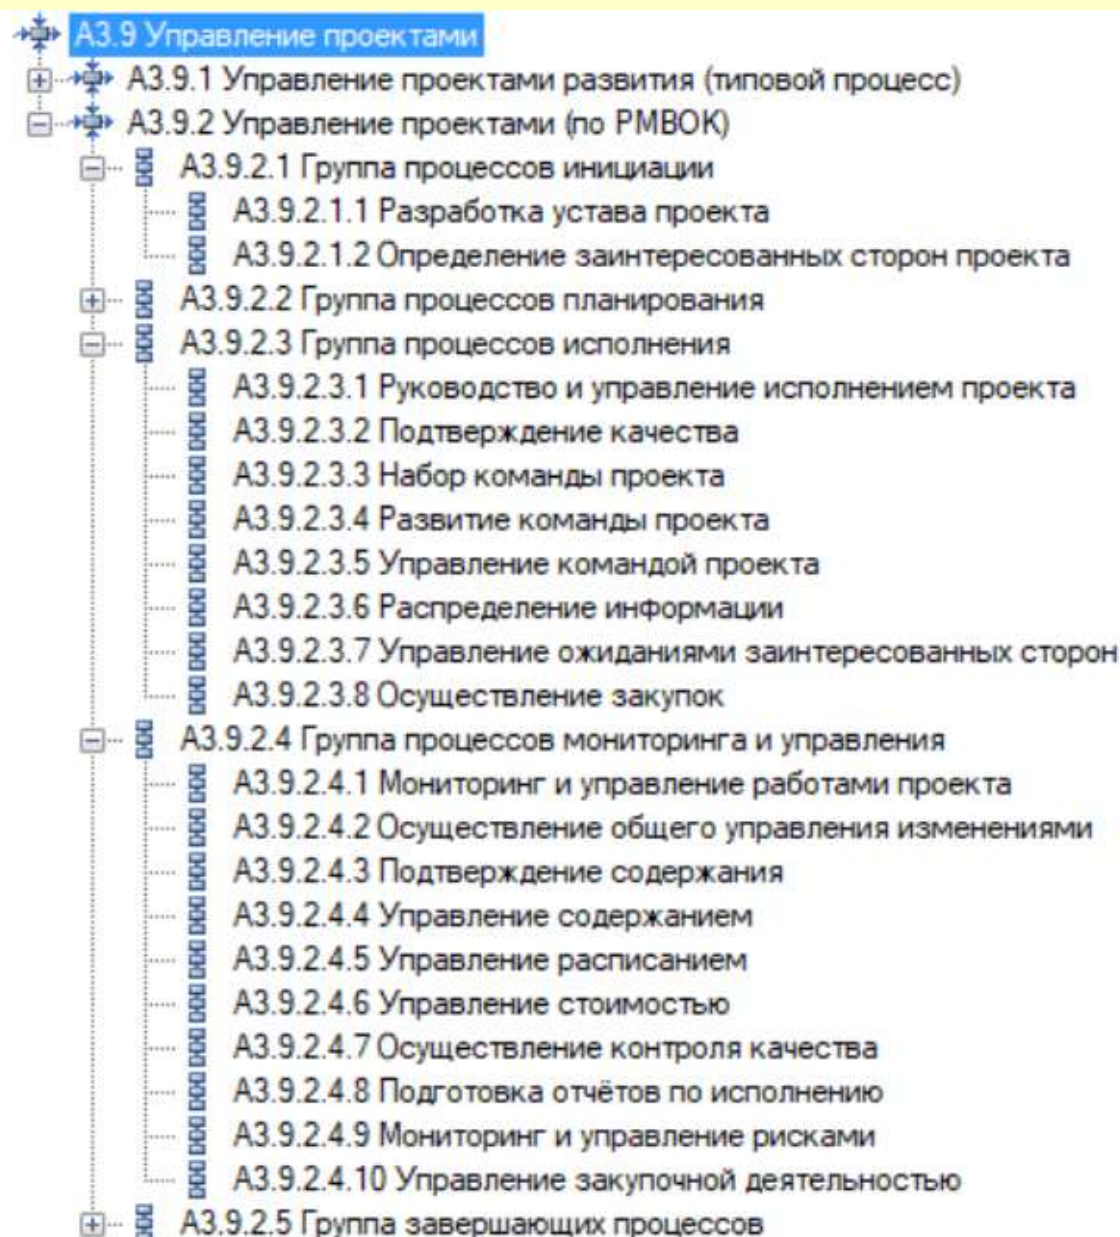 А3.9 Управление проектами
А3.9.1 Управление проектами развития (типовой процесс)
А3.9.2 Управление проектами (по PMBOK)
А3.9.2.1 Группа процессов инициации
А3.9.2.1.1 Разработка устава проекта
А3.9.2.1.2 Определение заинтересованных сторон проекта
А3.9.2.2 Группа процессов планирования
А3.9.2.3 Группа процессов исполнения
А3.9.2.3.1 Руководство и управление исполнением проекта
А3.9.2.3.2 Подтверждение качества
А3.9.2.3.3 Набор команды проекта
А3.9.2.3.4 Развитие команды проекта
А3.9.2.3.5 Управление командой проекта
А3.9.2.3.6 Распределение информации
А3.9.2.3.7 Управление ожиданиями заинтересованных сторон
А3.9.2.3.8 Осуществление закупок
А3.9.2.4 Группа процессов мониторинга и управления
А3.9.2.4.1 Мониторинг и управление работами проекта
А3.9.2.4.2 Осуществление общего управления изменениями
А3.9.2.4.3 Подтверждение содержания
А3.9.2.4.4 Управление содержанием
А3.9.2.4.5 Управление расписанием
А3.9.2.4.6 Управление стоимостью
А3.9.2.4.7 Осуществление контроля качества
А3.9.2.4.8 Подготовка отчётов по исполнению
А3.9.2.4.9 Мониторинг и управление рисками
А3.9.2.4.10 Управление закупочной деятельностью
А3.9.2.5 Группа завершающих процессов